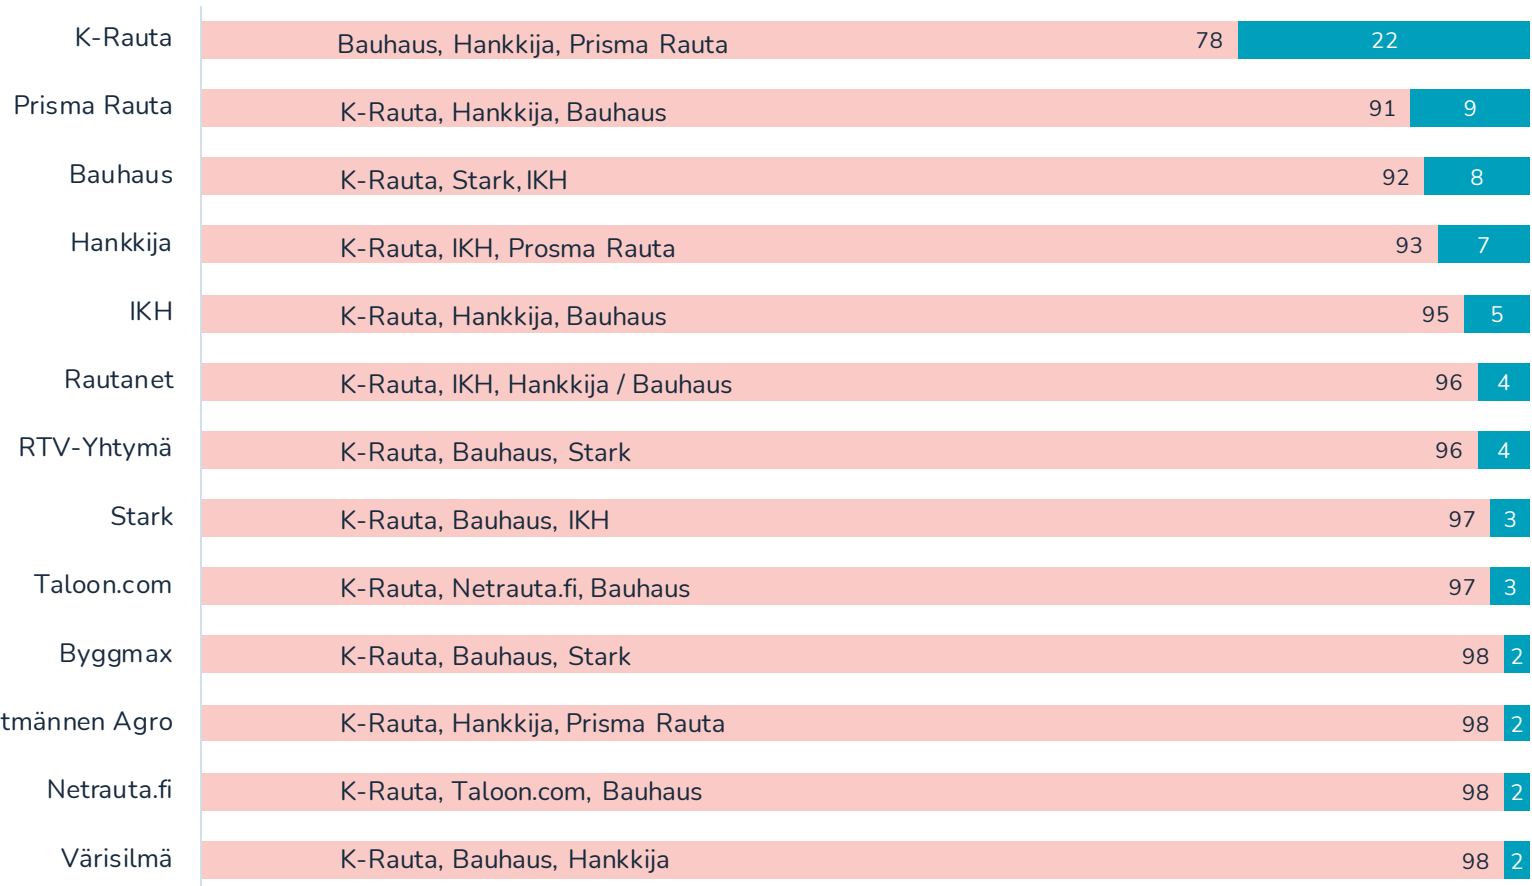 K-Rauta Bauhaus, Hankkija, Prisma Rauta 78 22
Prisma Rauta K-Rauta, Hankkija, Bauhaus 91 9
Bauhaus K-Rauta, Stark, IKH 92 8
Hankkija K-Rauta, IKH, Prosma Rauta 93 7
IKH K-Rauta, Hankkija, Bauhaus 95 5
Rautanet K-Rauta, IKH, Hankkija / Bauhaus 96 4
RTV-Yhtymä K-Rauta, Bauhaus, Stark 96 4
Stark K-Rauta, Bauhaus, IKH 97 3
Taloon.com K-Rauta, Netrauta.fi, Bauhaus 97 3
Byggmax K-Rauta, Bauhaus, Stark 98 2
tmännen Agro K-Rauta, Hankkija, Prisma Rauta 98 2
Netrauta.fi K-Rauta, Taloon.com, Bauhaus 98 2
Värisilmä K-Rauta, Bauhaus, Hankkija 98 2